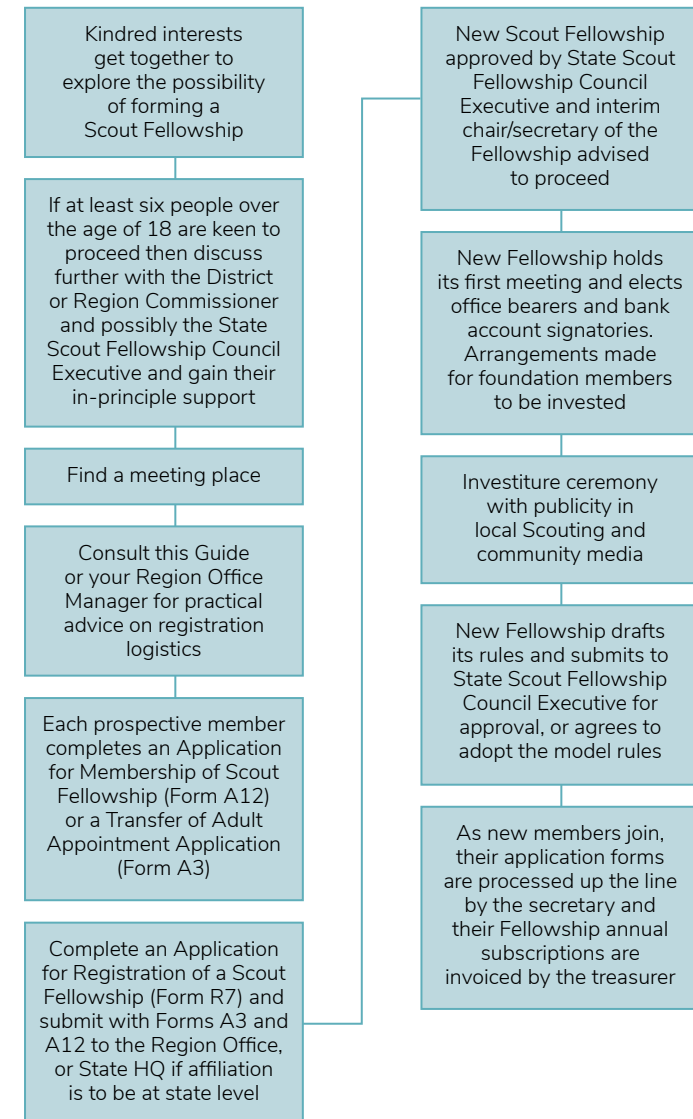 Kindred interests
get together to
explore the possibility
of forming a
Scout Fellowship
If at least six people over
the age of 18 are keen to
proceed then discuss
further with the District
or Region Commissioner
and possibly the State
Scout Fellowship Council
Executive and gain their
in-principle support
Find a meeting place
Consult this Guide
or your Region Office
Manager for practical
advice on registration
logistics
Each prospective member
completes an Application
for Membership of Scout
Fellowship (Form A12)
or a Transfer of Adult
Appointment Application
(Form A3)
Complete an Application
for Registration of a Scout
Fellowship (Form R7) and
submit with Forms A3 and
A12 to the Region Office,
or State HQ if affiliation
is to be at state level
New Scout Fellowship
approved by State Scout
Fellowship Council
Executive and interim
chair/secretary of the
Fellowship advised
to proceed
New Fellowship holds
its first meeting and elects
office bearers and bank
account signatories.
Arrangements made
for foundation members
to be invested
Investiture ceremony
with publicity in
local Scouting and
community media
New Fellowship drafts
its rules and submits to
State Scout Fellowship
Council Executive for
approval, or agrees to
adopt the model rules
As new members join,
their application forms
are processed up the line
by the secretary and
their Fellowship annual
subscriptions are
invoiced by the treasurer